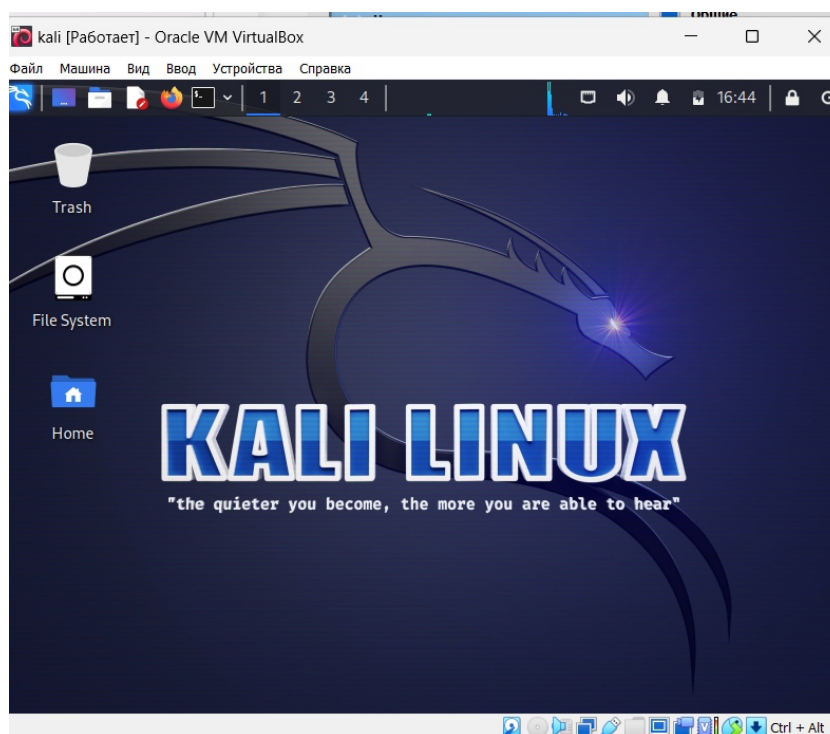 Общие
kali [Работает] - Oracle VM VirtualBox
Файл Машина Вид Ввод Устройства Справка
1 2 3 4 16:44
Trash
File System
Home
KALI LINUX
"the quieter you become, the more you are able to hear"
Ctrl + Alt